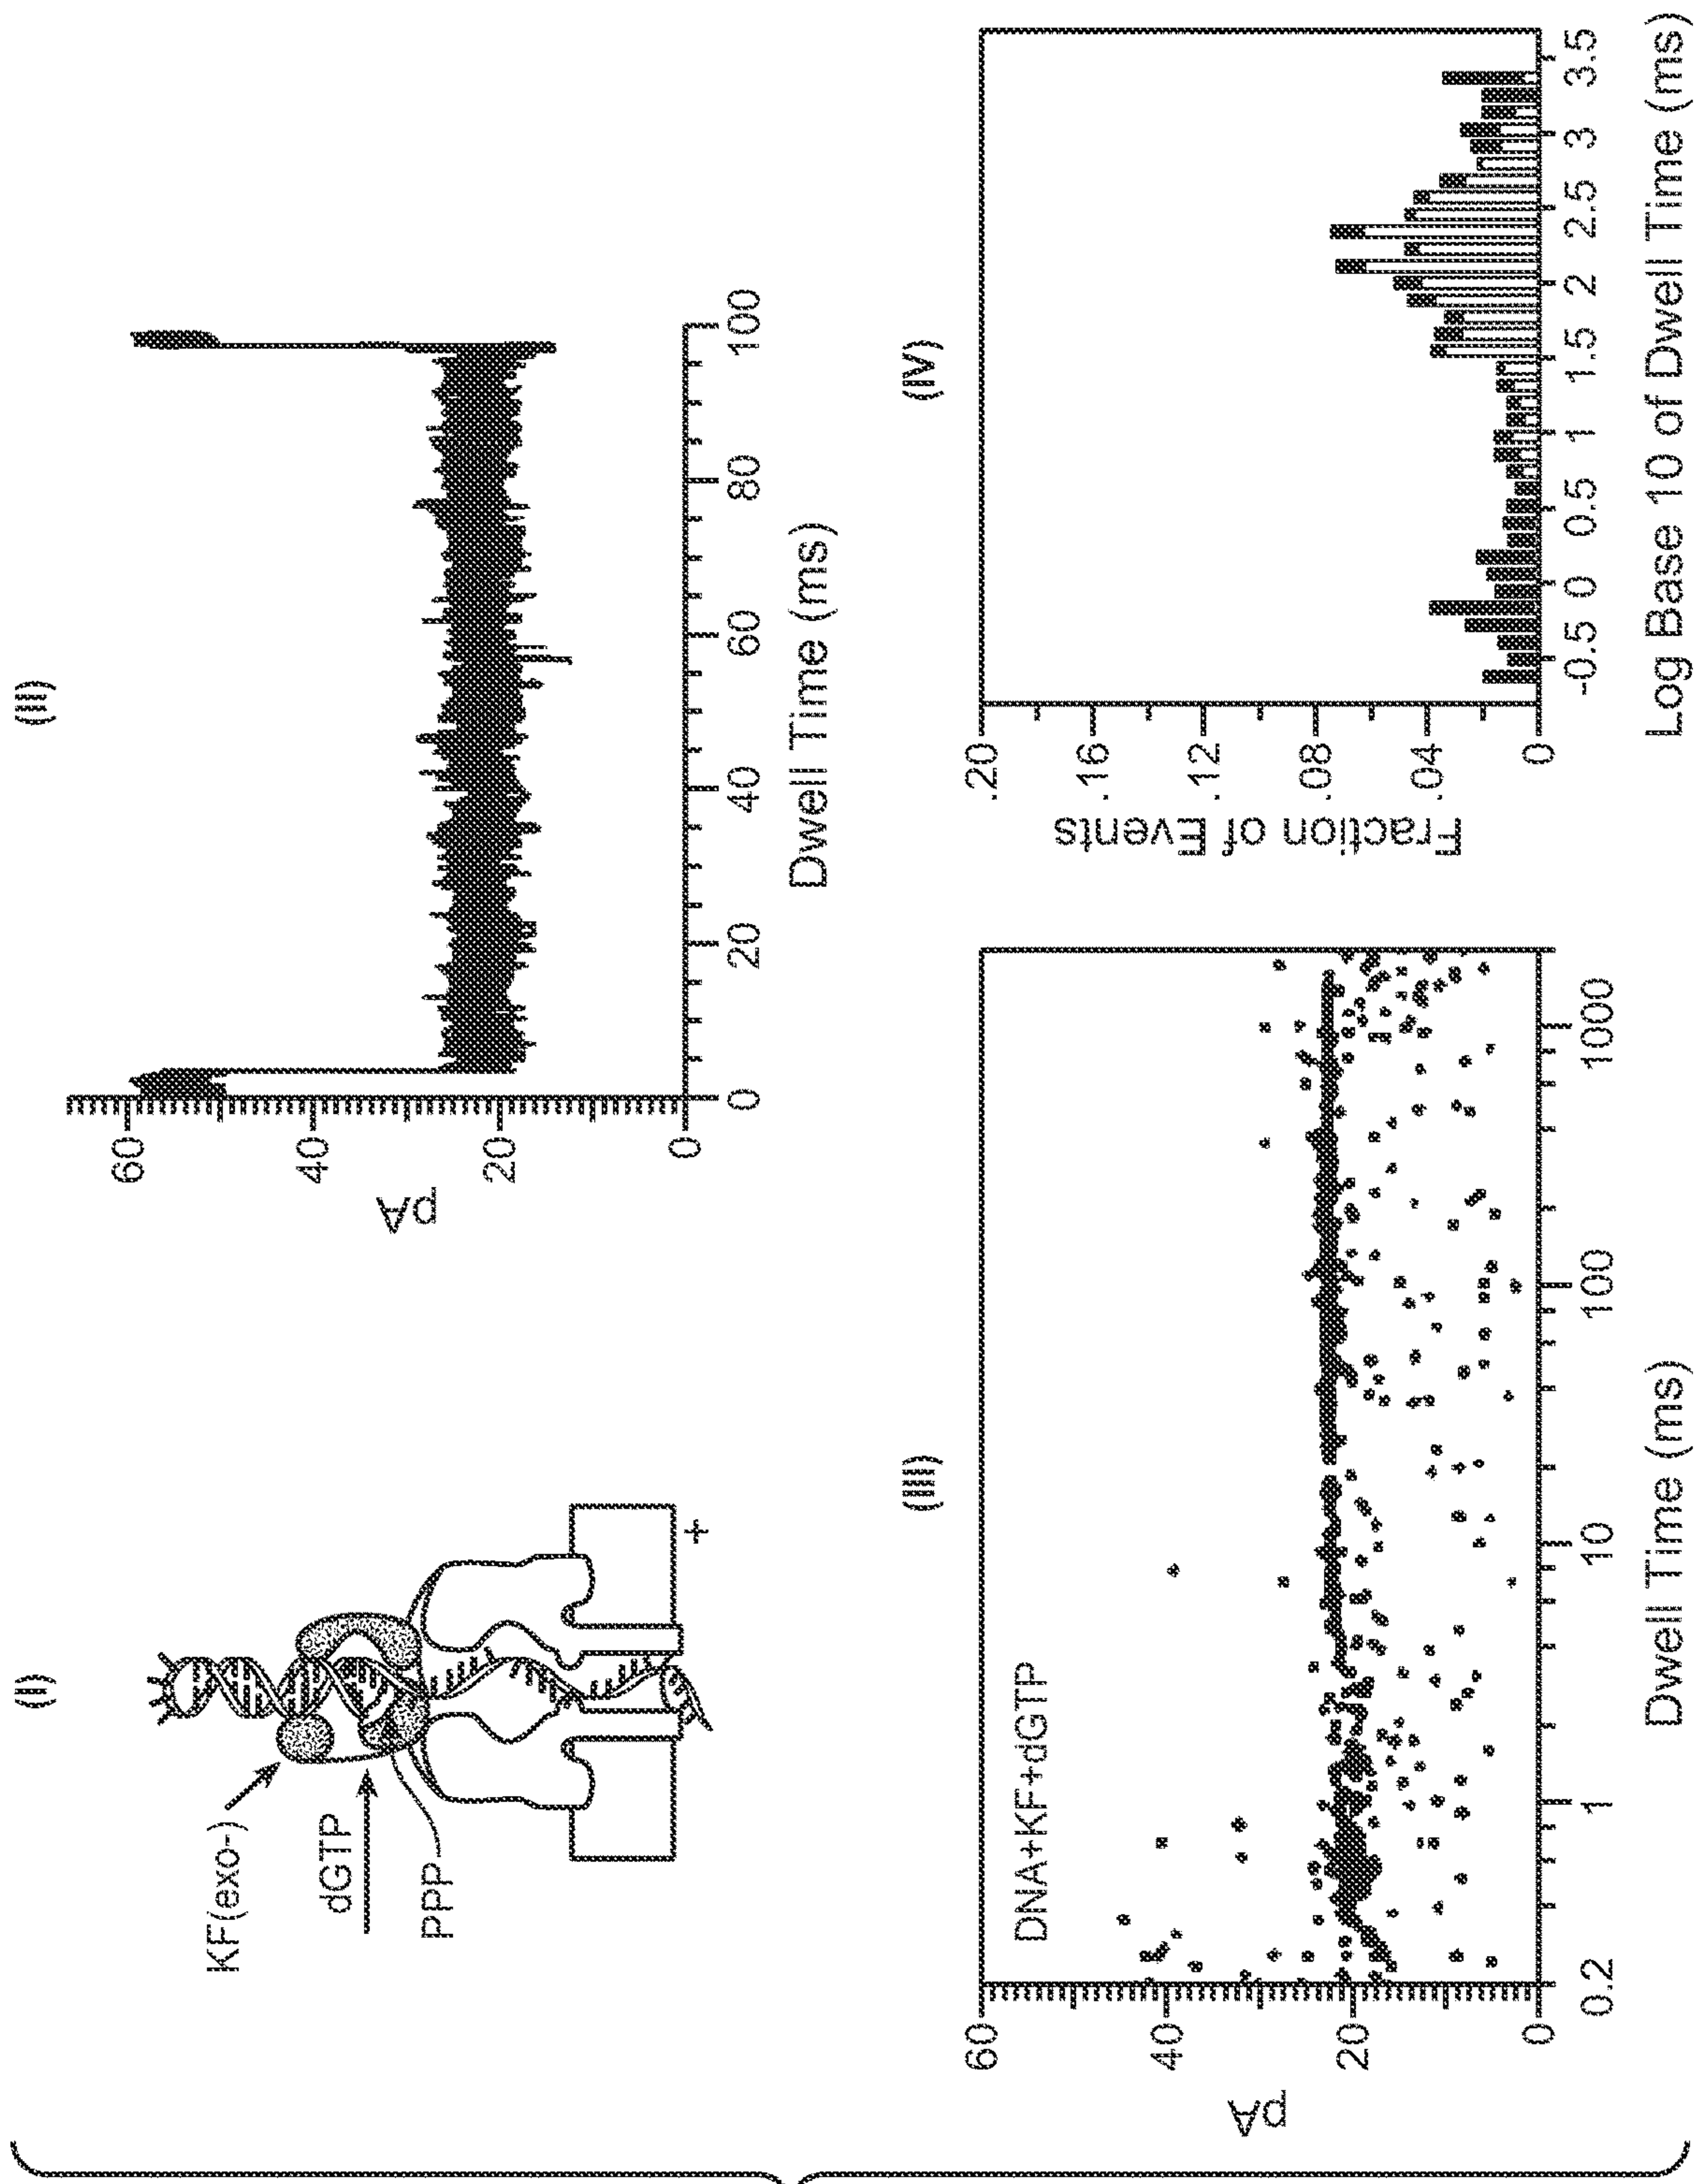 (I)
KF(exo-)
dGTP
PPP
+
(II)
pA
60
40
20
0
0 20 40 60 80 100
Dwell Time (ms)
(III)
DNA+KF+dGTP
pA
60
40
20
0
0.2 1 10 100 1000
Dwell Time (ms)
(IV)
Fraction of Events
.20
.16
.12
.08
.04
0
-0.5 0 0.5 1 1.5 2 2.5 3 3.5
Log Base 10 of Dwell Time (ms)